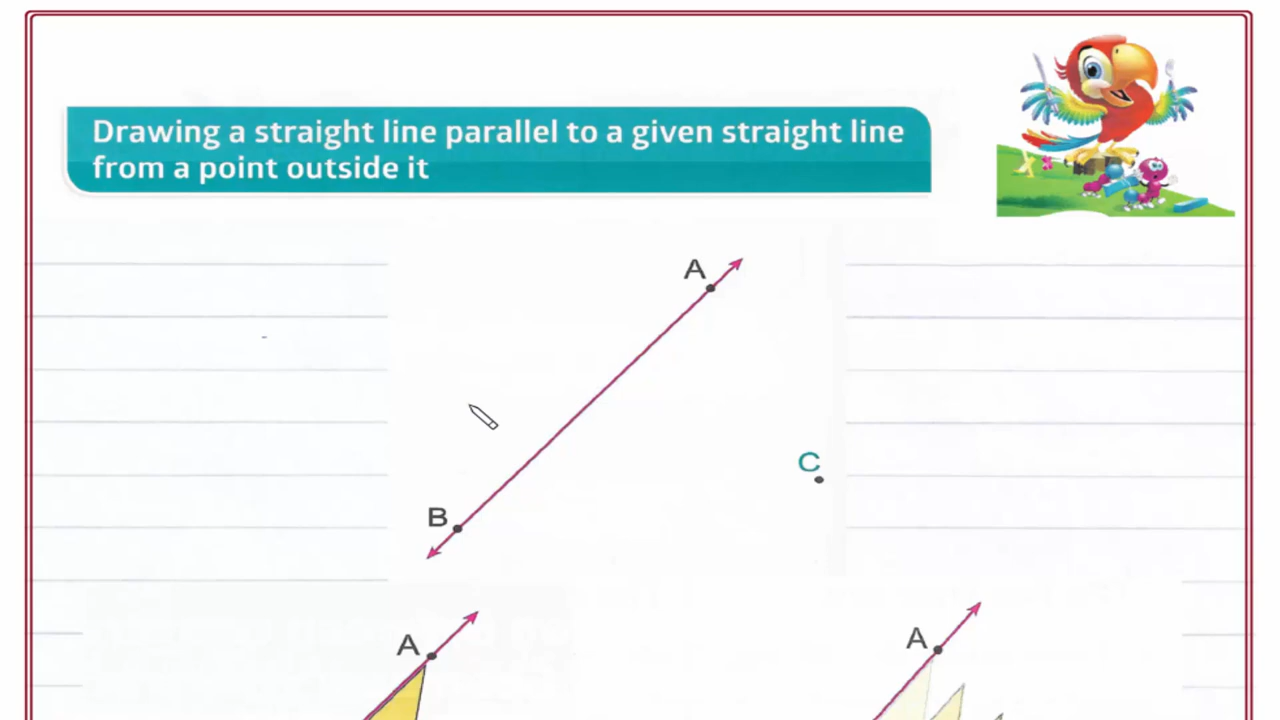 Drawing a straight line parallel to a given straight line
from a point outside it
A
C
B
A
A